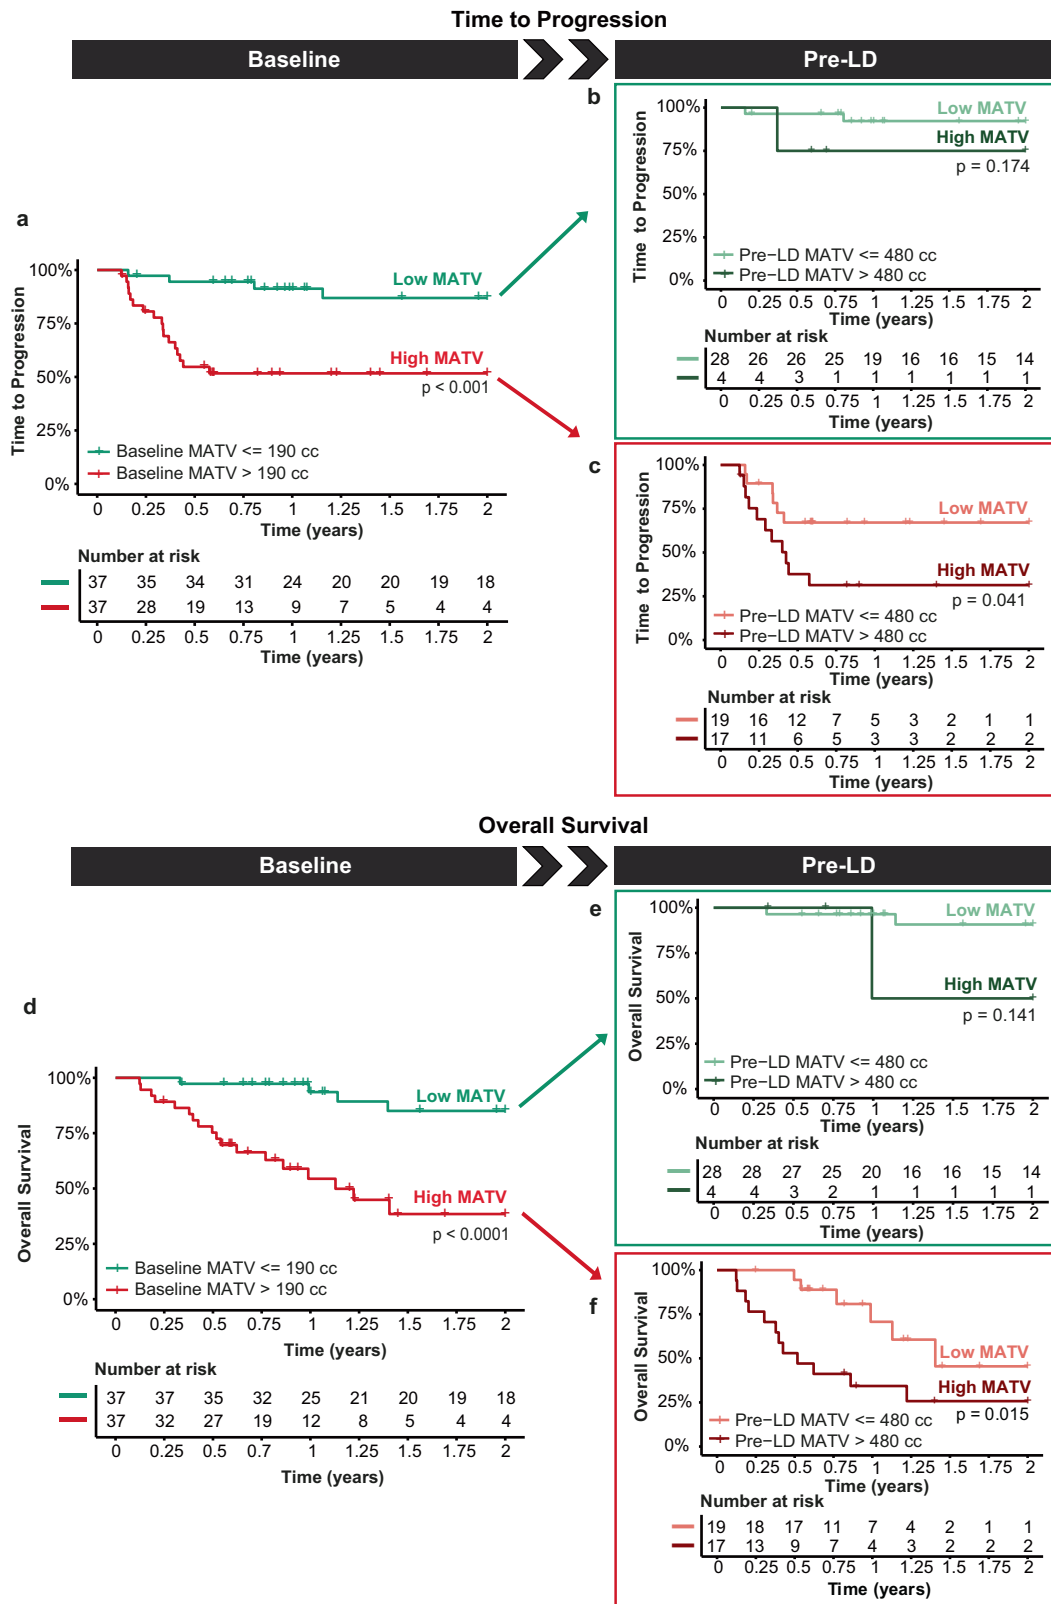 Time to Progression
Baseline
Pre-LD
a
Time to Progression
100%
75%
50%
25%
0%
Low MATV
High MATV
p < 0.001
Baseline MATV <= 190 cc
Baseline MATV > 190 cc
0 0.25 0.5 0.75 1 1.25 1.5 1.75 2
Time (years)
Number at risk
37 35 34 31 24 20 20 19 18
37 28 19 13 9 7 5 4 4
0 0.25 0.5 0.75 1 1.25 1.5 1.75 2
Time (years)
b
Time to Progression
100%
75%
50%
25%
0%
Low MATV
High MATV
p = 0.174
Pre-LD MATV <= 480 cc
Pre-LD MATV > 480 cc
0 0.25 0.5 0.75 1 1.25 1.5 1.75 2
Time (years)
Number at risk
28 26 26 25 19 16 16 15 14
4 4 3 1 1 1 1 1 1
0 0.25 0.5 0.75 1 1.25 1.5 1.75 2
Time (years)
c
Time to Progression
100%
75%
50%
25%
0%
Low MATV
High MATV
p = 0.041
Pre-LD MATV <= 480 cc
Pre-LD MATV > 480 cc
0 0.25 0.5 0.75 1 1.25 1.5 1.75 2
Time (years)
Number at risk
19 16 12 7 5 3 2 1 1
17 11 6 5 3 3 2 2 2
0 0.25 0.5 0.75 1 1.25 1.5 1.75 2
Time (years)
Overall Survival
Baseline
Pre-LD
d
Overall Survival
100%
75%
50%
25%
0%
Low MATV
High MATV
p < 0.0001
Baseline MATV <= 190 cc
Baseline MATV > 190 cc
0 0.25 0.5 0.75 1 1.25 1.5 1.75 2
Time (years)
Number at risk
37 37 35 32 25 21 20 19 18
37 32 27 19 12 8 5 4 4
0 0.25 0.5 0.7 1 1.25 1.5 1.75 2
Time (years)
e
Overall Survival
100%
75%
50%
25%
0%
Low MATV
High MATV
p = 0.141
Pre−LD MATV <= 480 cc
Pre−LD MATV > 480 cc
0 0.25 0.5 0.75 1 1.25 1.5 1.75 2
Time (years)
Number at risk
28 28 27 25 20 16 16 15 14
4 4 3 2 1 1 1 1 1
0 0.25 0.5 0.75 1 1.25 1.5 1.75 2
Time (years)
f
Overall Survival
100%
75%
50%
25%
0%
Low MATV
High MATV
p = 0.015
Pre−LD MATV <= 480 cc
Pre−LD MATV > 480 cc
0 0.25 0.5 0.75 1 1.25 1.5 1.75 2
Time (years)
Number at risk
19 18 17 11 7 4 2 1 1
17 13 9 7 4 3 2 2 2
0 0.25 0.5 0.75 1 1.25 1.5 1.75 2
Time (years)